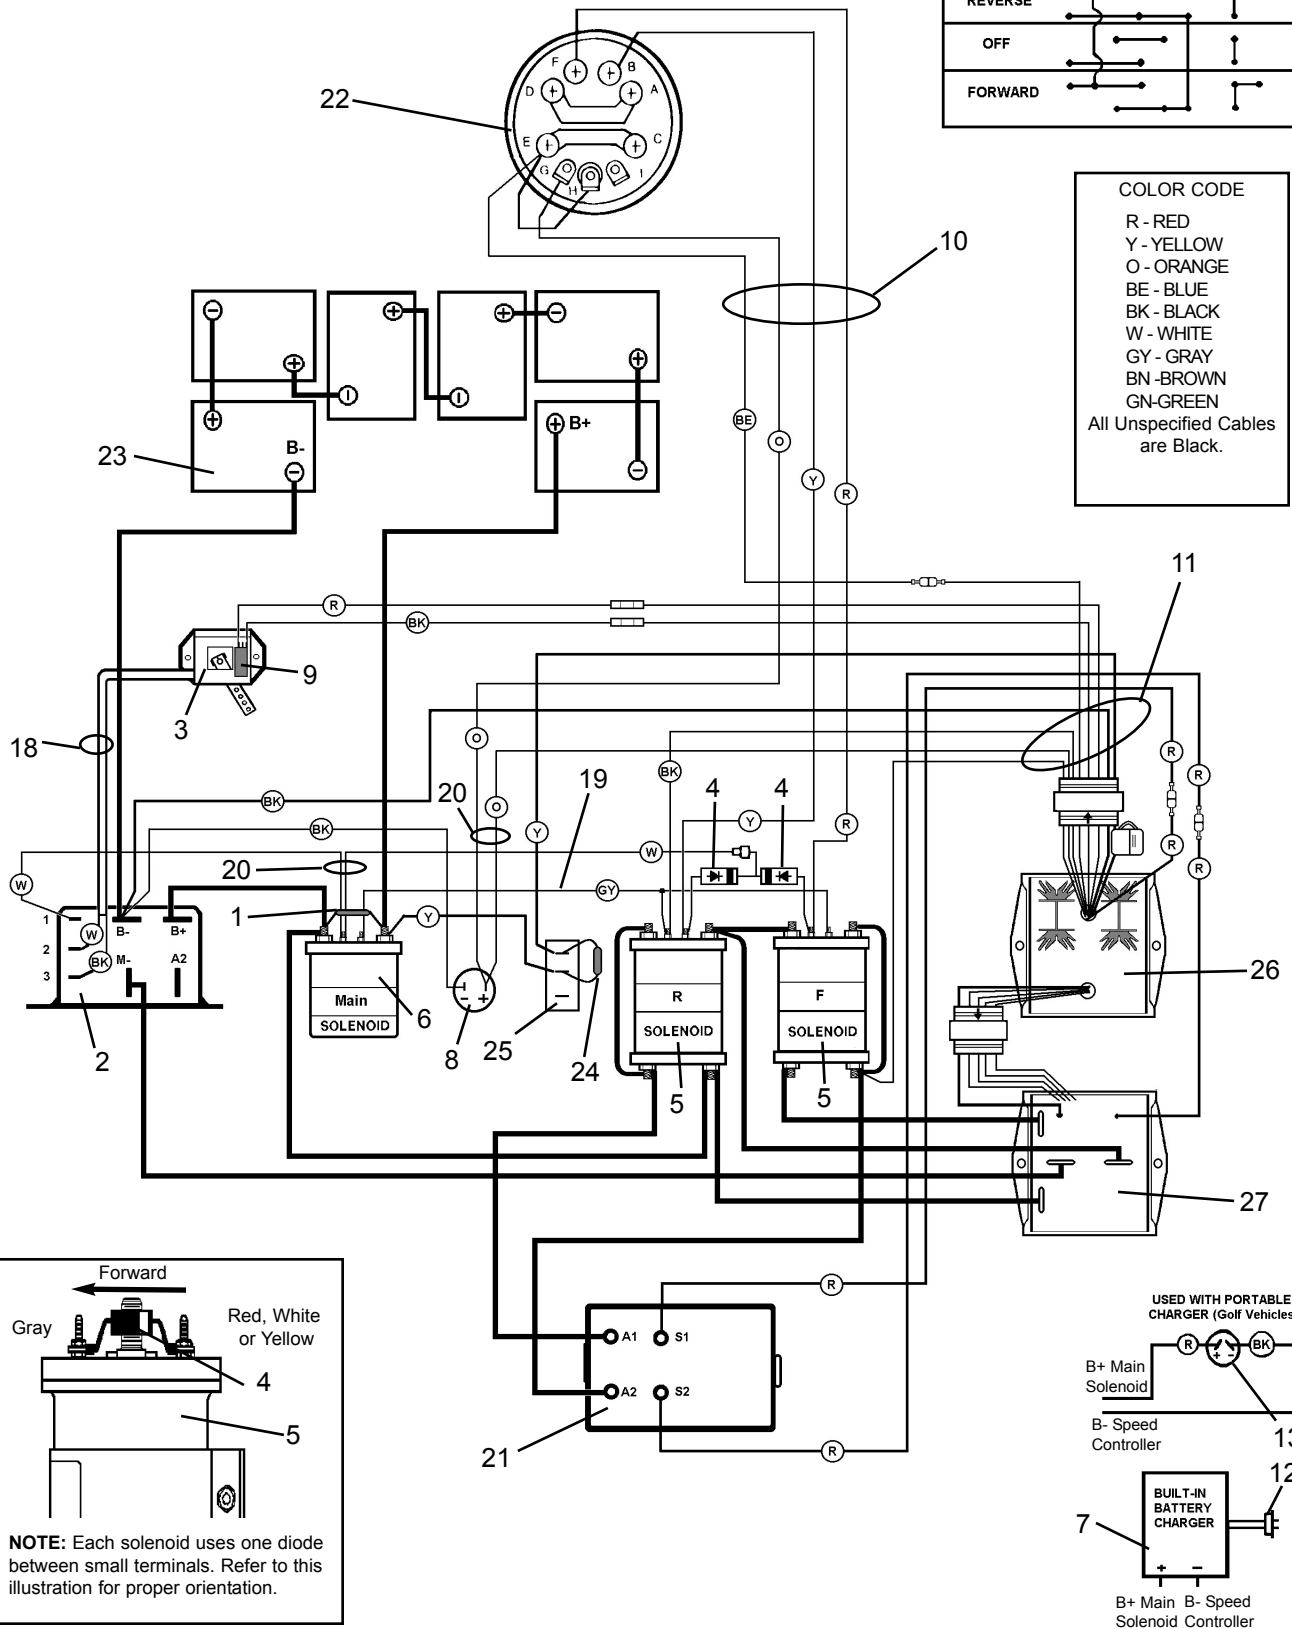 REVERSE
OFF
FORWARD
22
F
B
D
A
E
C
G
H
I
COLOR CODE
R - RED
Y - YELLOW
O - ORANGE
BE - BLUE
BK - BLACK
W - WHITE
GY - GRAY
BN -BROWN
GN-GREEN
All Unspecified Cables
are Black.
10
B+
B-
23
BE
O
Y
R
11
R
BK
9
3
18
R
O
BK
R
BK
20
O
19
4
4
Y
R
BK
Y
W
R
R
W
20
GY
1
1
B-
B+
W
Y
2
BK
M-
A2
3
2
Main
SOLENOID
6
- +
8
25
24
R
SOLENOID
5
F
SOLENOID
5
26
27
R
A1
S1
A2
S2
21
R
Forward
Gray
Red, White
or Yellow
4
5
NOTE: Each solenoid uses one diode
between small terminals. Refer to this
illustration for proper orientation.
USED WITH PORTABLE
CHARGER (Golf Vehicles
R
+ -
BK
B+ Main
Solenoid
B- Speed
Controller
13
12
BUILT-IN
BATTERY
CHARGER
7
+ -
B+ Main
Solenoid
B- Speed
Controller